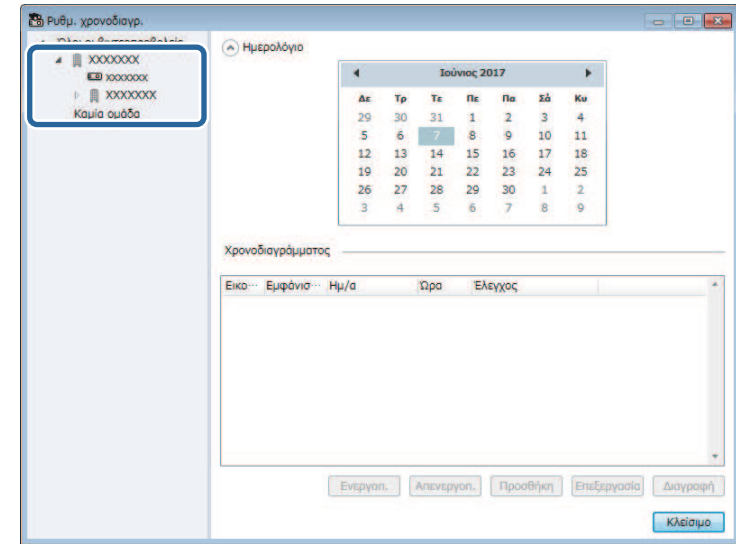 Ρυθμ. χρονοδιαγρ.
Όλοι οι βιντεοπροβολείς
XXXXXXX
XXXXXXX
XXXXXXX
Καμία ομάδα
Ημερολόγιο
Ιούνιος 2017
Δε Τρ Τε Πε Πα Σά Κυ
29 30 31 1 2 3 4
5 6 7 8 9 10 11
12 13 14 15 16 17 18
19 20 21 22 23 24 25
26 27 28 29 30 1 2
3 4 5 6 7 8 9
Χρονοδιαγράμματος
Εικο··· Εμφάνισ··· Ημ/α Ώρα Έλεγχος
Ενεργοπ. Απενεργοπ. Προσθήκη Επεξεργασία Διαγραφή
Κλείσιμο